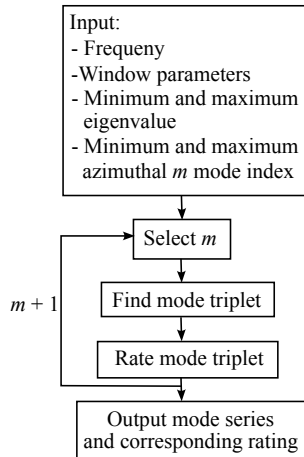 Input:
- Frequeny
-Window parameters
- Minimum and maximum
eigenvalue
- Minimum and maximum
azimuthal m mode index
Select m
m + 1
Find mode triplet
Rate mode triplet
Output mode series
and corresponding rating